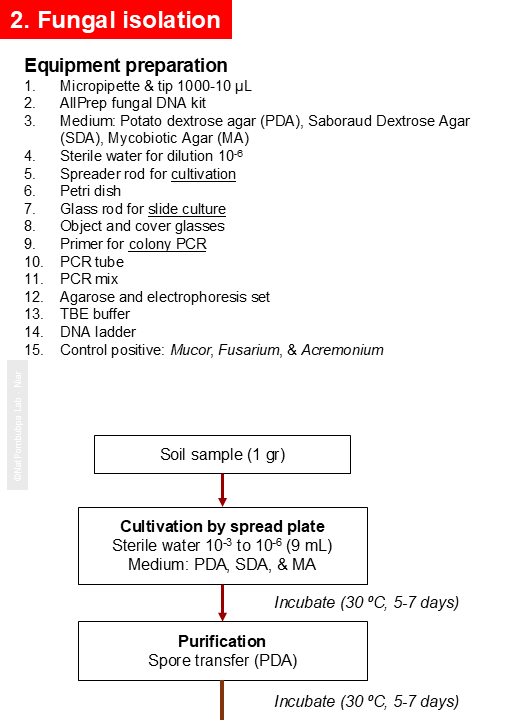 2. Fungal isolation
Equipment preparation
1. Micropipette & tip 1000-10 µL
2. AllPrep fungal DNA kit
3. Medium: Potato dextrose agar (PDA), Saboraud Dextrose Agar
(SDA), Mycobiotic Agar (MA)
4. Sterile water for dilution 10⁻⁶
5. Spreader rod for cultivation
6. Petri dish
7. Glass rod for slide culture
8. Object and cover glasses
9. Primer for colony PCR
10. PCR tube
11. PCR mix
12. Agarose and electrophoresis set
13. TBE buffer
14. DNA ladder
15. Control positive: Mucor, Fusarium, & Acremonium
©NatPombubpa Lab - Niar
Soil sample (1 gr)
Cultivation by spread plate
Sterile water 10⁻³ to 10⁻⁶ (9 mL)
Medium: PDA, SDA, & MA
Incubate (30 ºC, 5-7 days)
Purification
Spore transfer (PDA)
Incubate (30 ºC, 5-7 days)